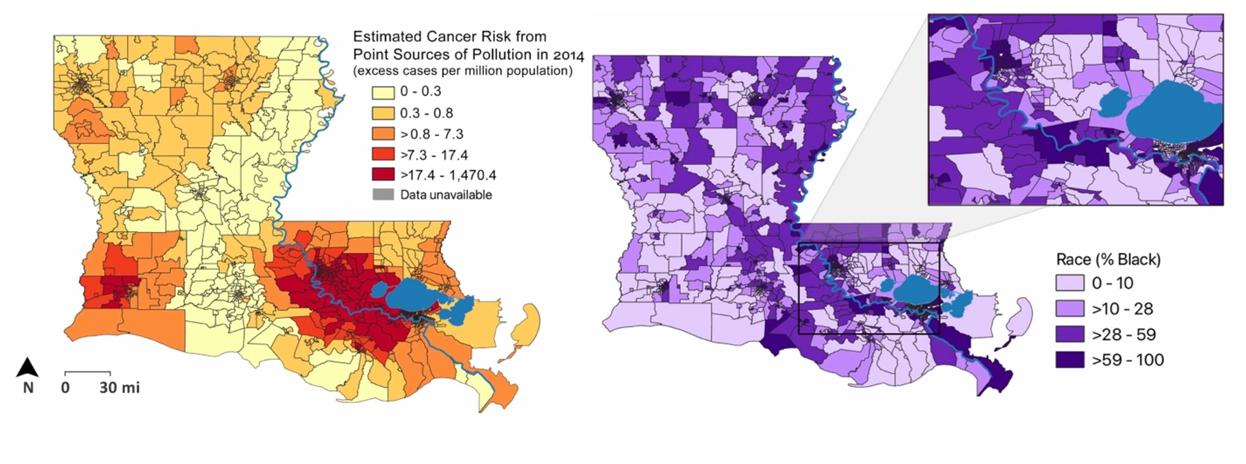 Estimated Cancer Risk from
Point Sources of Pollution in 2014
(excess cases per million population)
0 - 0.3
0.3 - 0.8
>0.8 - 7.3
>7.3 - 17.4
>17.4 - 1,470.4
Data unavailable
N
0 30 mi
Race (% Black)
0 - 10
>10 - 28
>28 - 59
>59 - 100